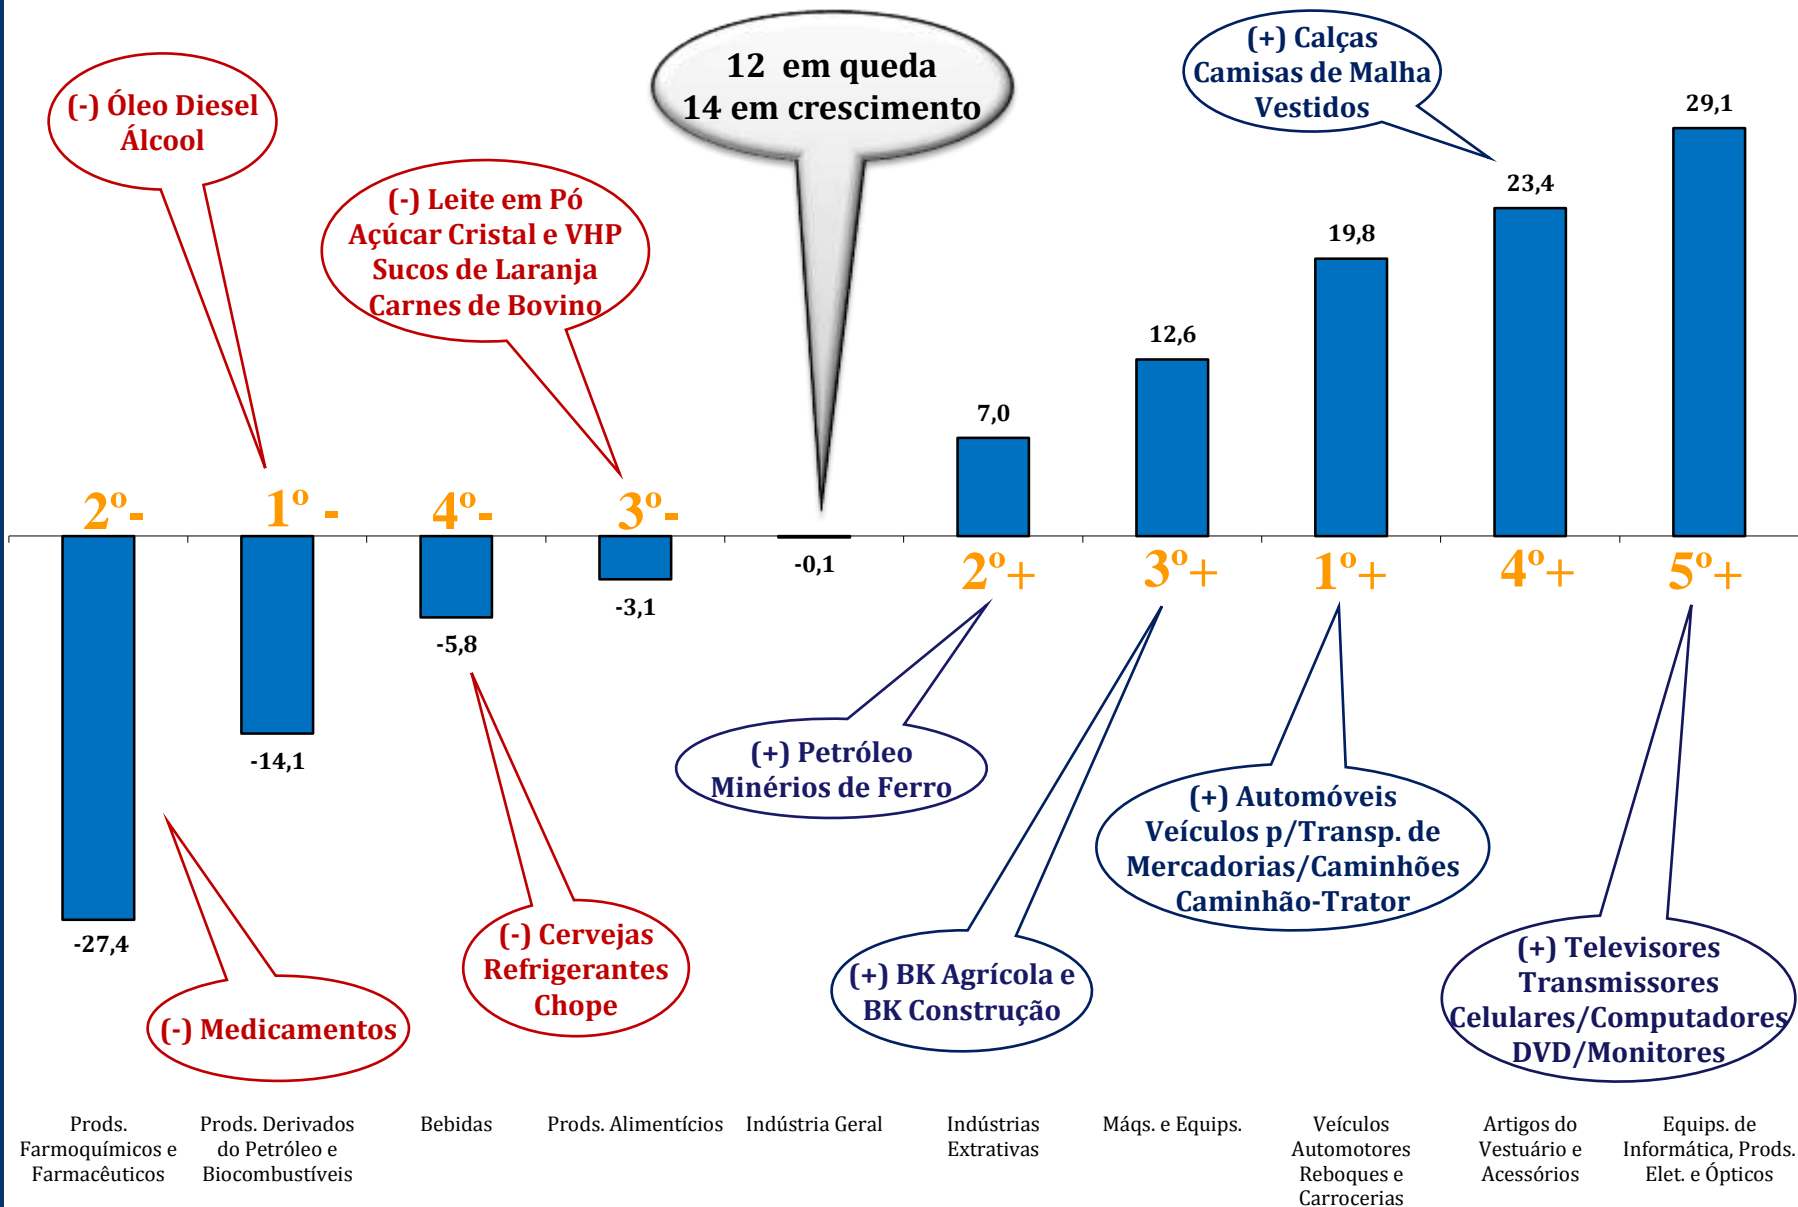 12 em queda
14 em crescimento
(+) Calças
Camisas de Malha
Vestidos
(-) Óleo Diesel
Álcool
(-) Leite em Pó
Açúcar Cristal e VHP
Sucos de Laranja
Carnes de Bovino
29,1
23,4
19,8
12,6
7,0
2º-
1º -
4º-
3º-
-0,1
2º+
3º+
1º+
4º+
5º+
-3,1
-5,8
-14,1
-27,4
(+) Petróleo
Minérios de Ferro
(+) Automóveis
Veículos p/Transp. de
Mercadorias/Caminhões
Caminhão-Trator
(-) Medicamentos
(-) Cervejas
Refrigerantes
Chope
(+) BK Agrícola e
BK Construção
(+) Televisores
Transmissores
Celulares/Computadores
DVD/Monitores
Prods.
Farmoquímicos e
Farmacêuticos
Prods. Derivados
do Petróleo e
Biocombustíveis
Bebidas
Prods. Alimentícios
Indústria Geral
Indústrias
Extrativas
Máqs. e Equips.
Veículos
Automotores
Reboques e
Carrocerias
Artigos do
Vestuário e
Acessórios
Equips. de
Informática, Prods.
Elet. e Ópticos